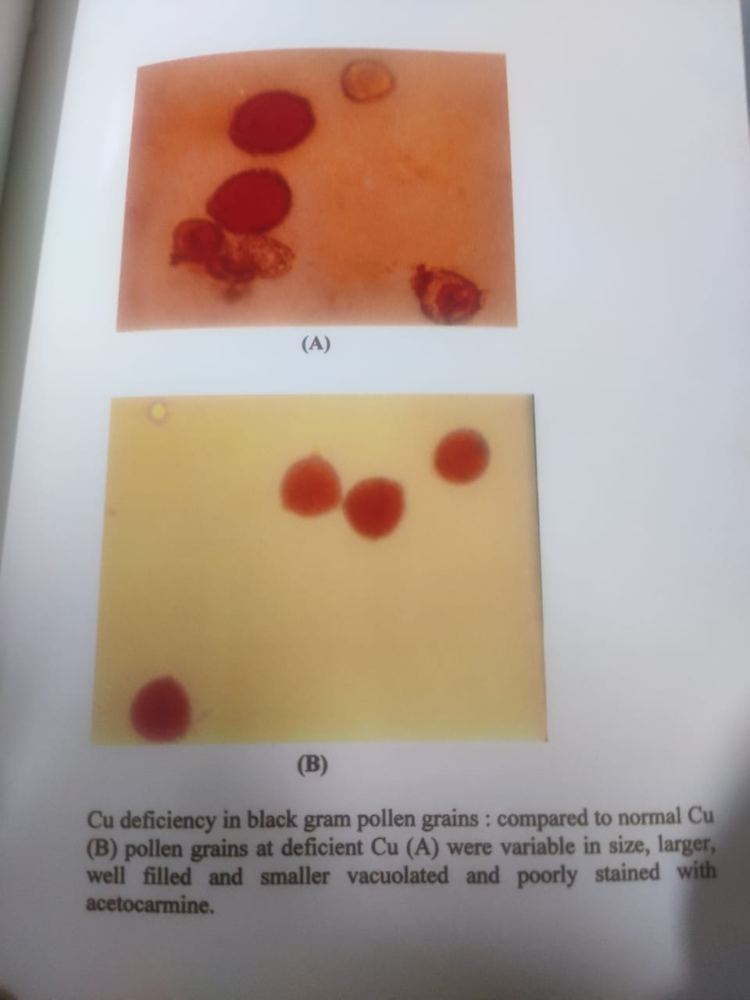 (A)
(B)
Cu deficiency in black gram pollen grains : compared to normal Cu
(B) pollen grains at deficient Cu (A) were variable in size, larger,
well filled and smaller vacuolated and poorly stained with
acetocarmine.